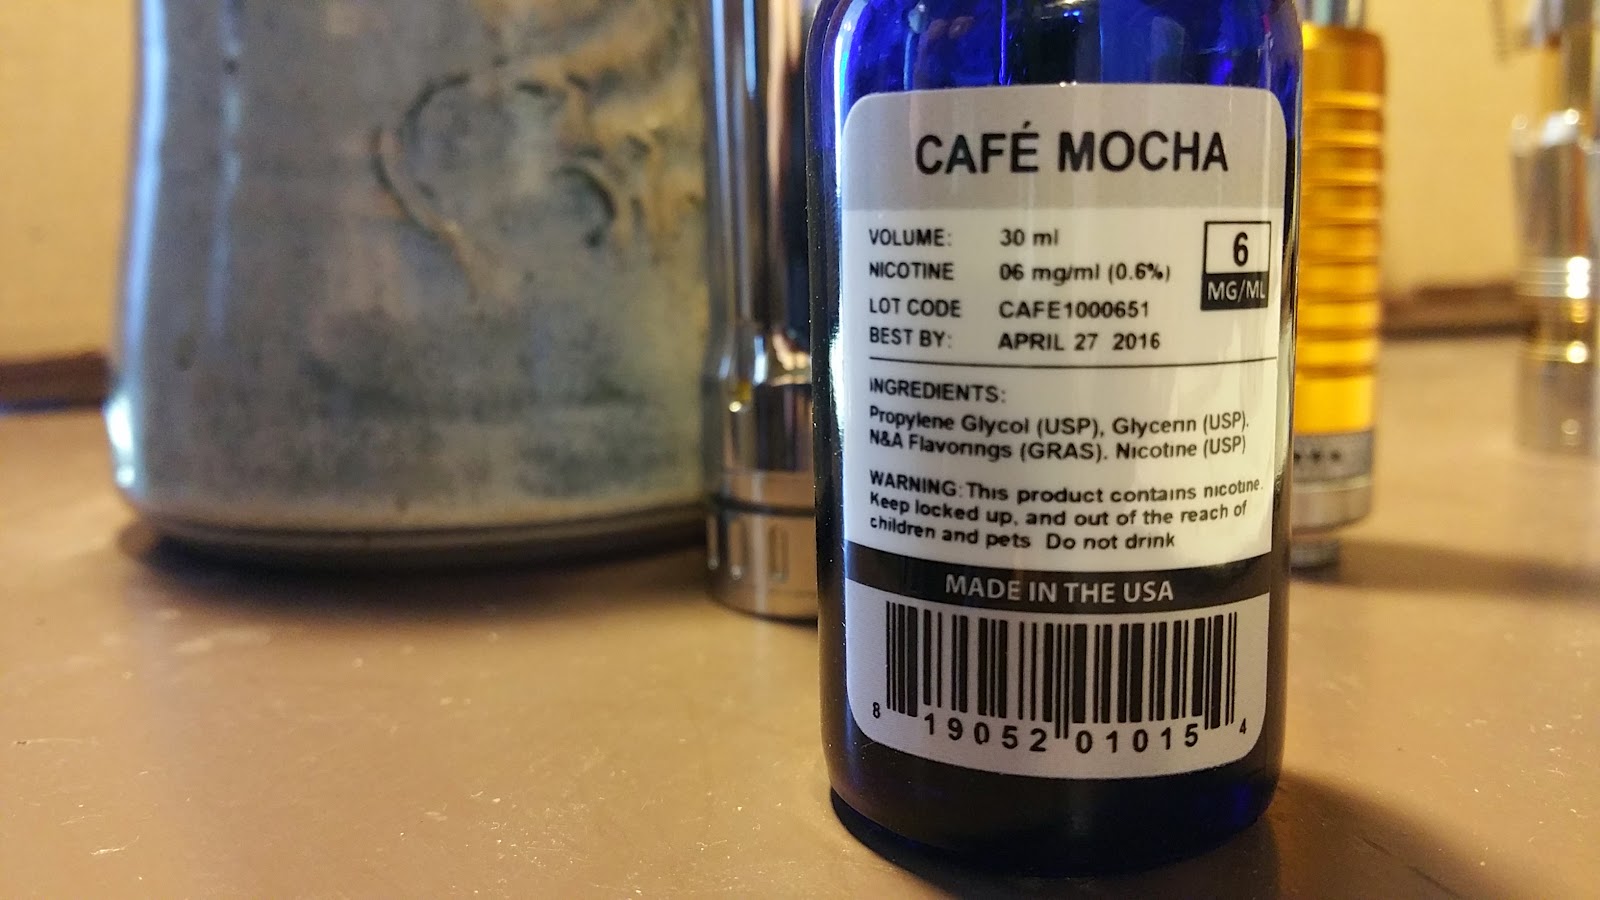 CAFÉ MOCHA
VOLUME: 30 ml
NICOTINE 06 mg/ml (0.6%)
6
MG/ML
LOT CODE CAFE1000651
BEST BY: APRIL 27 2016
INGREDIENTS:
Propylene Glycol (USP), Glycerin (USP),
N&A Flavorings (GRAS), Nicotine (USP)
WARNING: This product contains nicotine.
Keep locked up, and out of the reach of
children and pets Do not drink
MADE IN THE USA
8 19052 01015 4